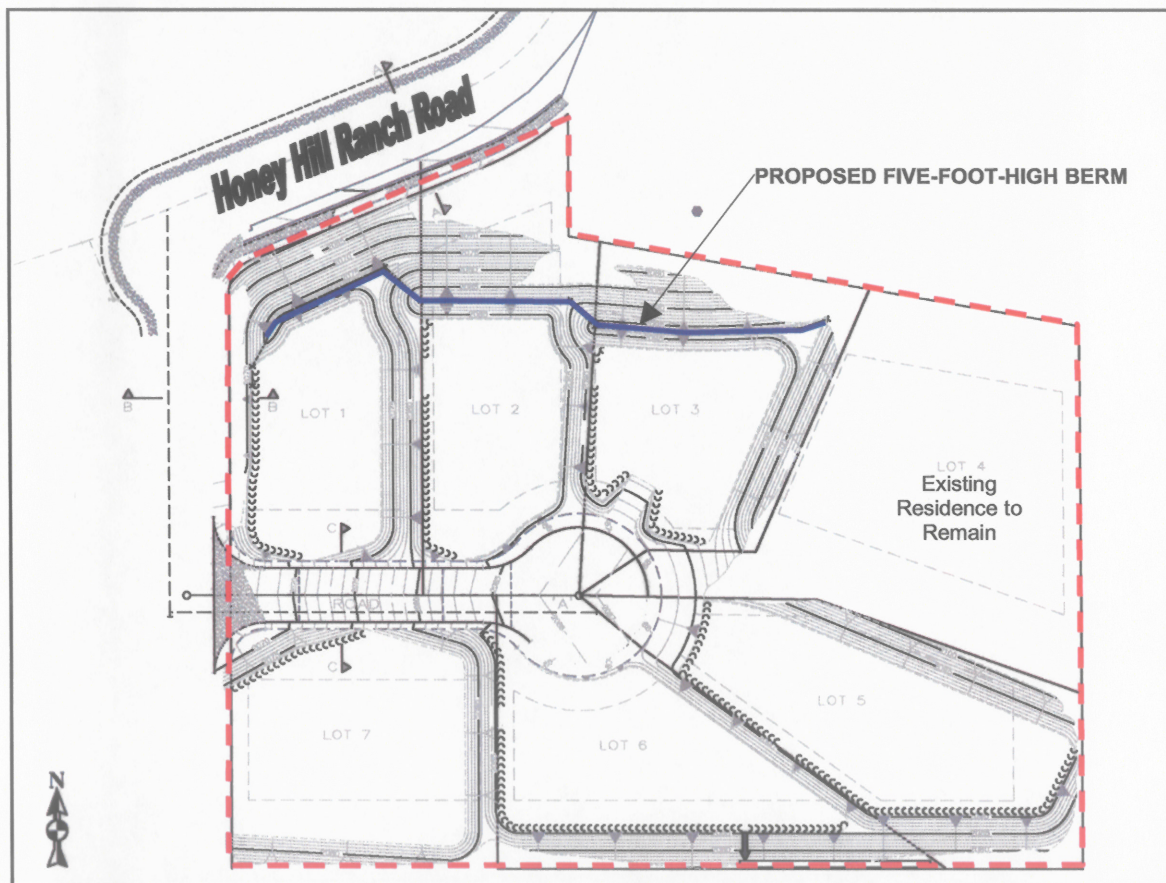 A
Honey Hill Ranch Road
PROPOSED FIVE-FOOT-HIGH BERM
A
B
B
LOT 1
LOT 2
LOT 3
LOT 4
Existing
Residence to
Remain
C
ROAD
'A'
C
LOT 5
LOT 7
LOT 6
N